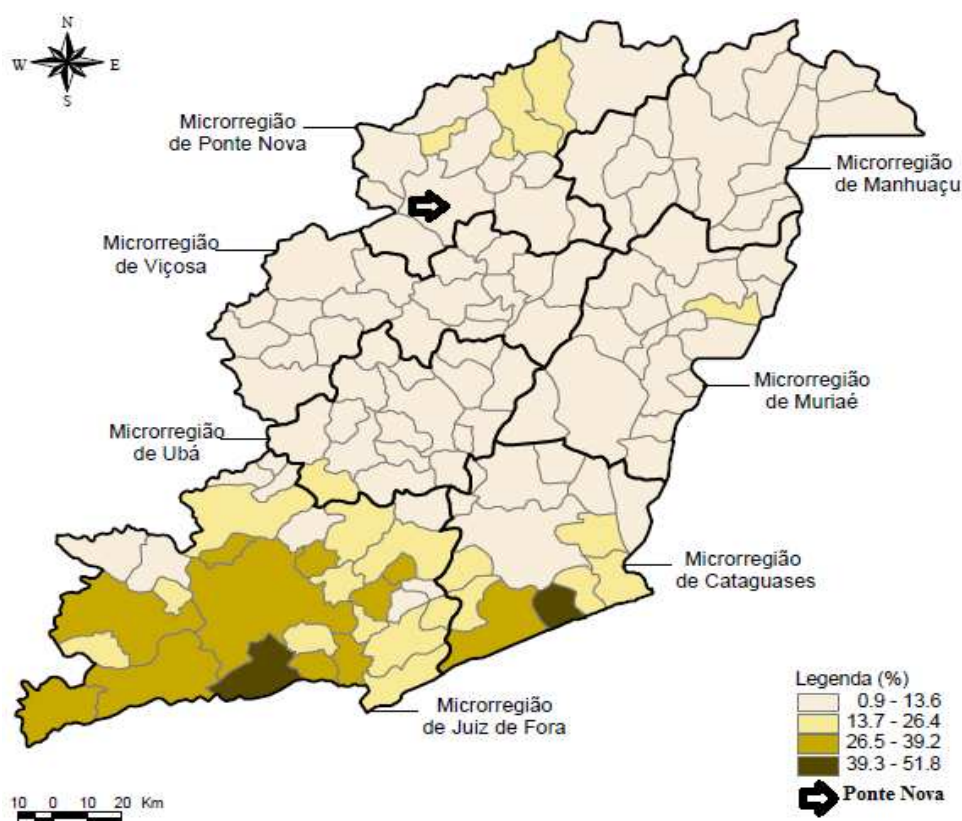 N
W E
S
Microrregião
de Ponte Nova
Microrregião
de Manhuaçu
Microrregião
de Viçosa
Microrregião
de Muriaé
Microrregião
de Ubá
Microrregião
de Cataguases
Microrregião
de Juiz de Fora
Legenda (%)
0.9 - 13.6
13.7 - 26.4
26.5 - 39.2
39.3 - 51.8
Ponte Nova
10 0 10 20 Km